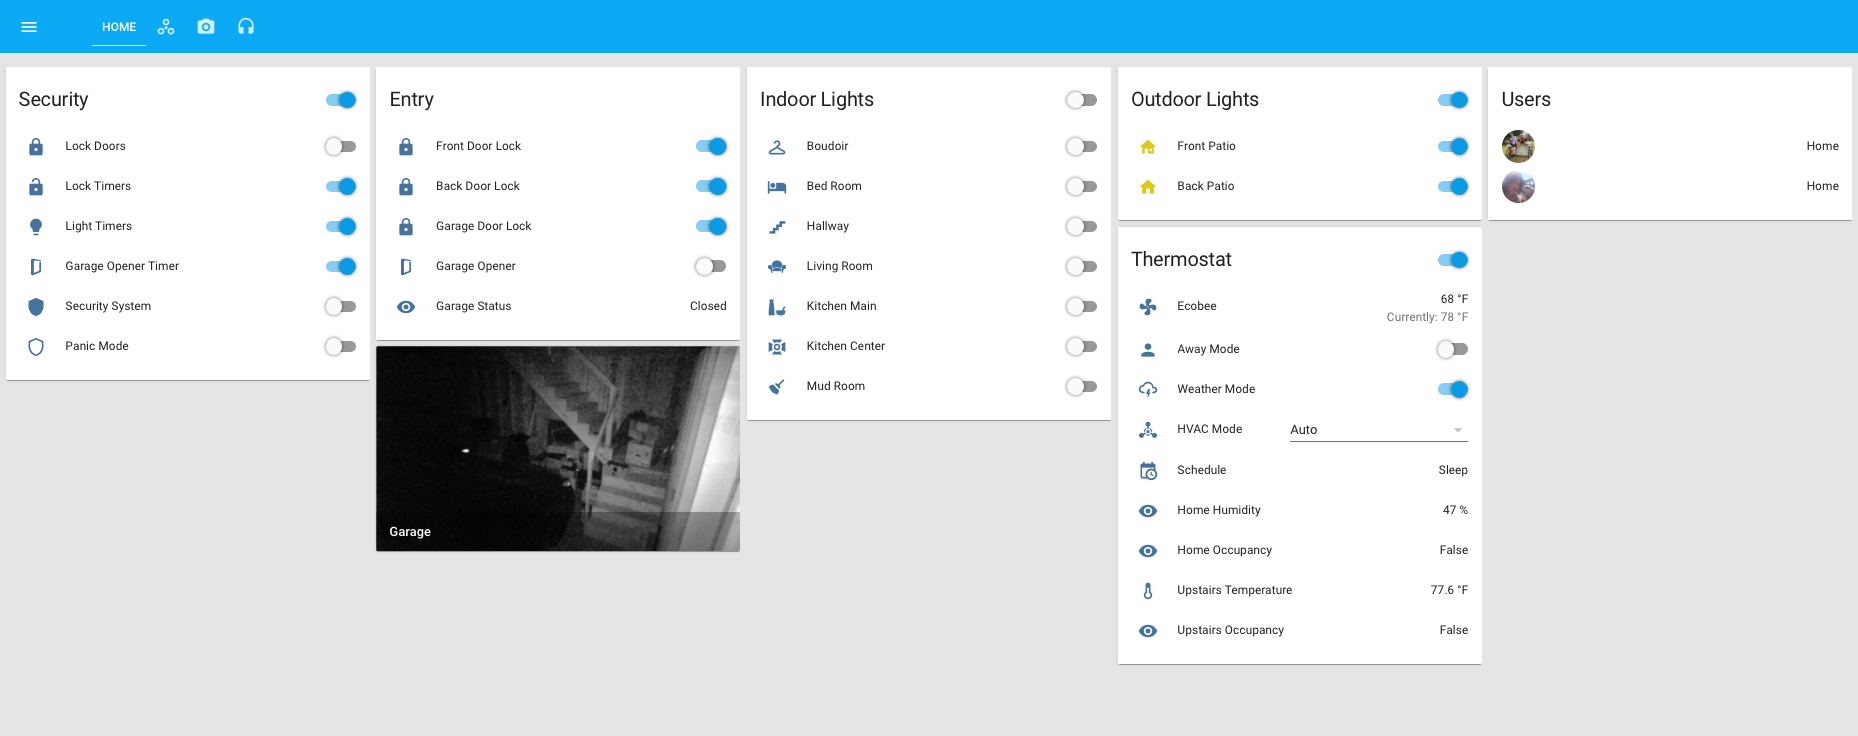 HOME
Security
Lock Doors
Lock Timers
Light Timers
Garage Opener Timer
Security System
Panic Mode
Entry
Front Door Lock
Back Door Lock
Garage Door Lock
Garage Opener
Garage Status Closed
Garage
Indoor Lights
Boudoir
Bed Room
Hallway
Living Room
Kitchen Main
Kitchen Center
Mud Room
Outdoor Lights
Front Patio
Back Patio
Thermostat
Ecobee 68 °F
Currently: 78 °F
Away Mode
Weather Mode
HVAC Mode Auto
Schedule Sleep
Home Humidity 47 %
Home Occupancy False
Upstairs Temperature 77.6 °F
Upstairs Occupancy False
Users
Home
Home